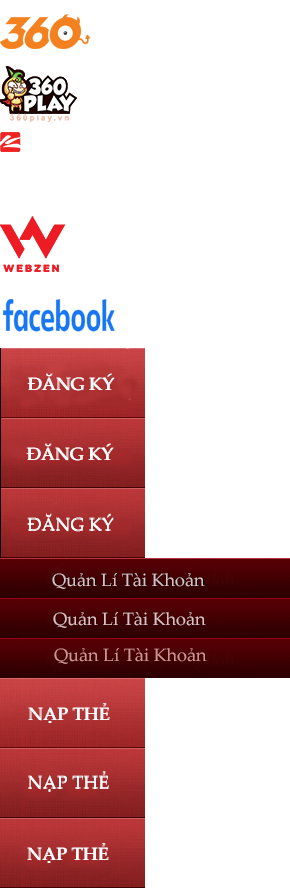 360
360
PLAY
360play.vn
WEBZEN
facebook
ĐĂNG KÝ
ĐĂNG KÝ
ĐĂNG KÝ
Quản Lí Tài Khoản
Quản Lí Tài Khoản
Quản Lí Tài Khoản
NẠP THẺ
NẠP THẺ
NẠP THẺ